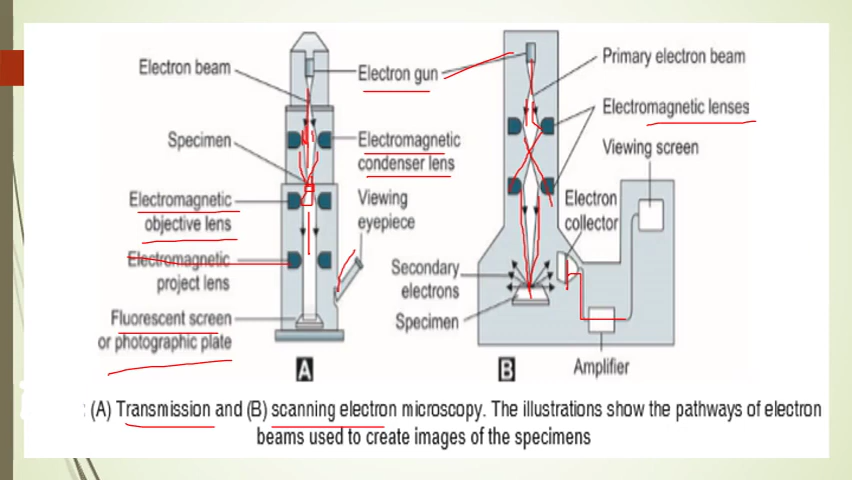 Electron beam
Electron gun
Specimen
Electromagnetic
condenser lens
Electromagnetic
objective lens
Viewing
eyepiece
Electromagnetic
project lens
Fluorescent screen
or photographic plate
A
Primary electron beam
Electromagnetic lenses
Viewing screen
Electron
collector
Secondary
electrons
Specimen
Amplifier
B
: (A) Transmission and (B) scanning electron microscopy. The illustrations show the pathways of electron
beams used to create images of the specimens